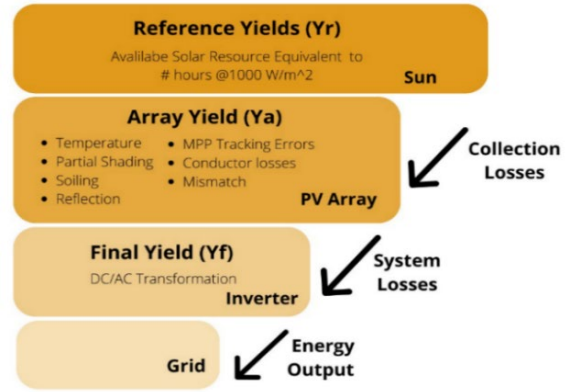 Reference Yields (Yr)
Avalilabe Solar Resource Equivalent to
# hours @1000 W/m^2
Sun
Array Yield (Ya)
• Temperature
• Partial Shading
• Soiling
• Reflection
• MPP Tracking Errors
• Conductor losses
• Mismatch
PV Array
Collection
Losses
Final Yield (Yf)
DC/AC Transformation
Inverter
System
Losses
Grid
Energy
Output